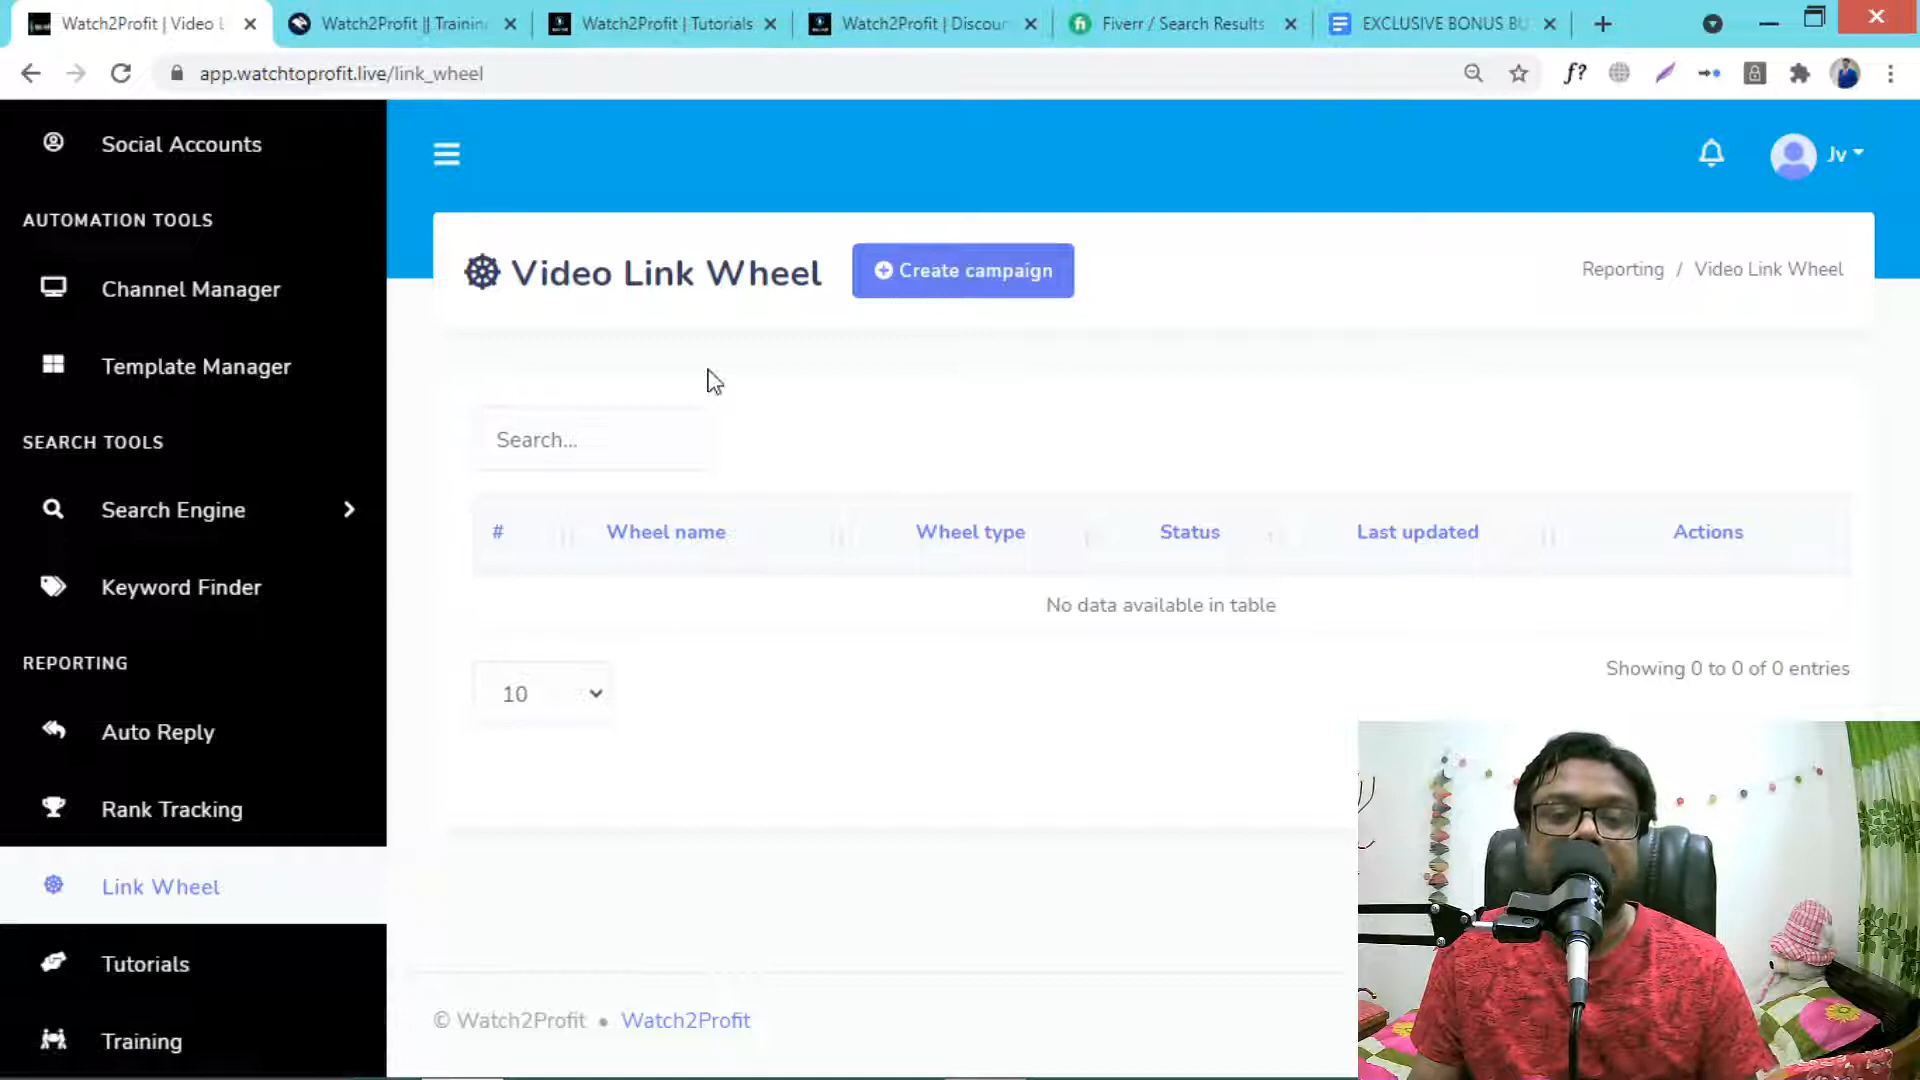 Watch2Profit | Video L
Watch2Profit || Training
Watch2Profit | Tutorials
Watch2Profit | Discoun
Fiverr / Search Results
EXCLUSIVE BONUS BU
app.watchtoprofit.live/link_wheel
f?
Social Accounts
AUTOMATION TOOLS
Channel Manager
Template Manager
SEARCH TOOLS
Search Engine
Keyword Finder
REPORTING
Auto Reply
Rank Tracking
Link Wheel
Tutorials
Training
Jv
Video Link Wheel
Create campaign
Reporting / Video Link Wheel
Search...
# Wheel name Wheel type Status Last updated Actions
No data available in table
Showing 0 to 0 of 0 entries
10
© Watch2Profit • Watch2Profit